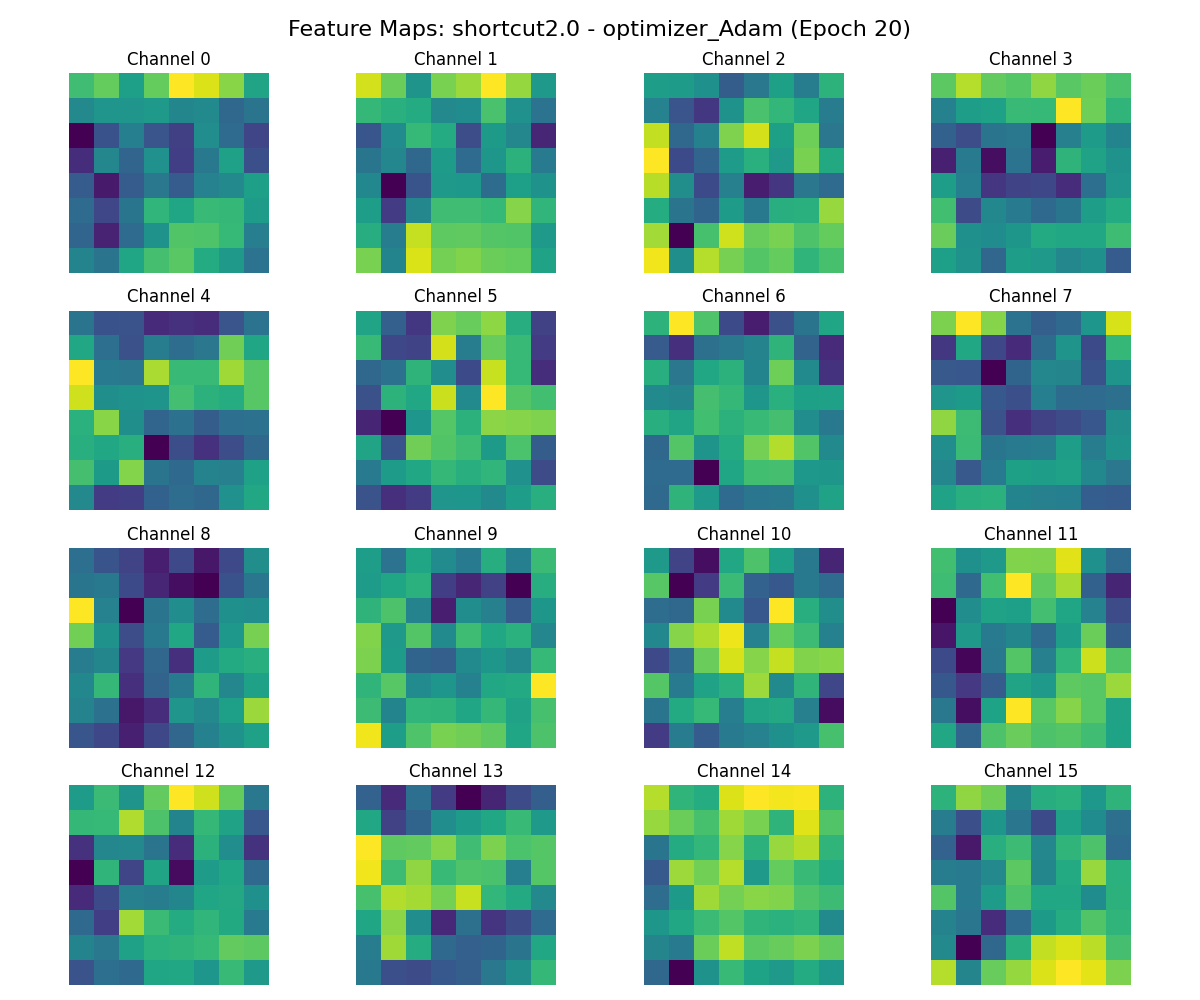 Feature Maps: shortcut2.0 - optimizer_Adam (Epoch 20)
Channel 0
Channel 1
Channel 2
Channel 3
Channel 4
Channel 5
Channel 6
Channel 7
Channel 8
Channel 9
Channel 10
Channel 11
Channel 12
Channel 13
Channel 14
Channel 15